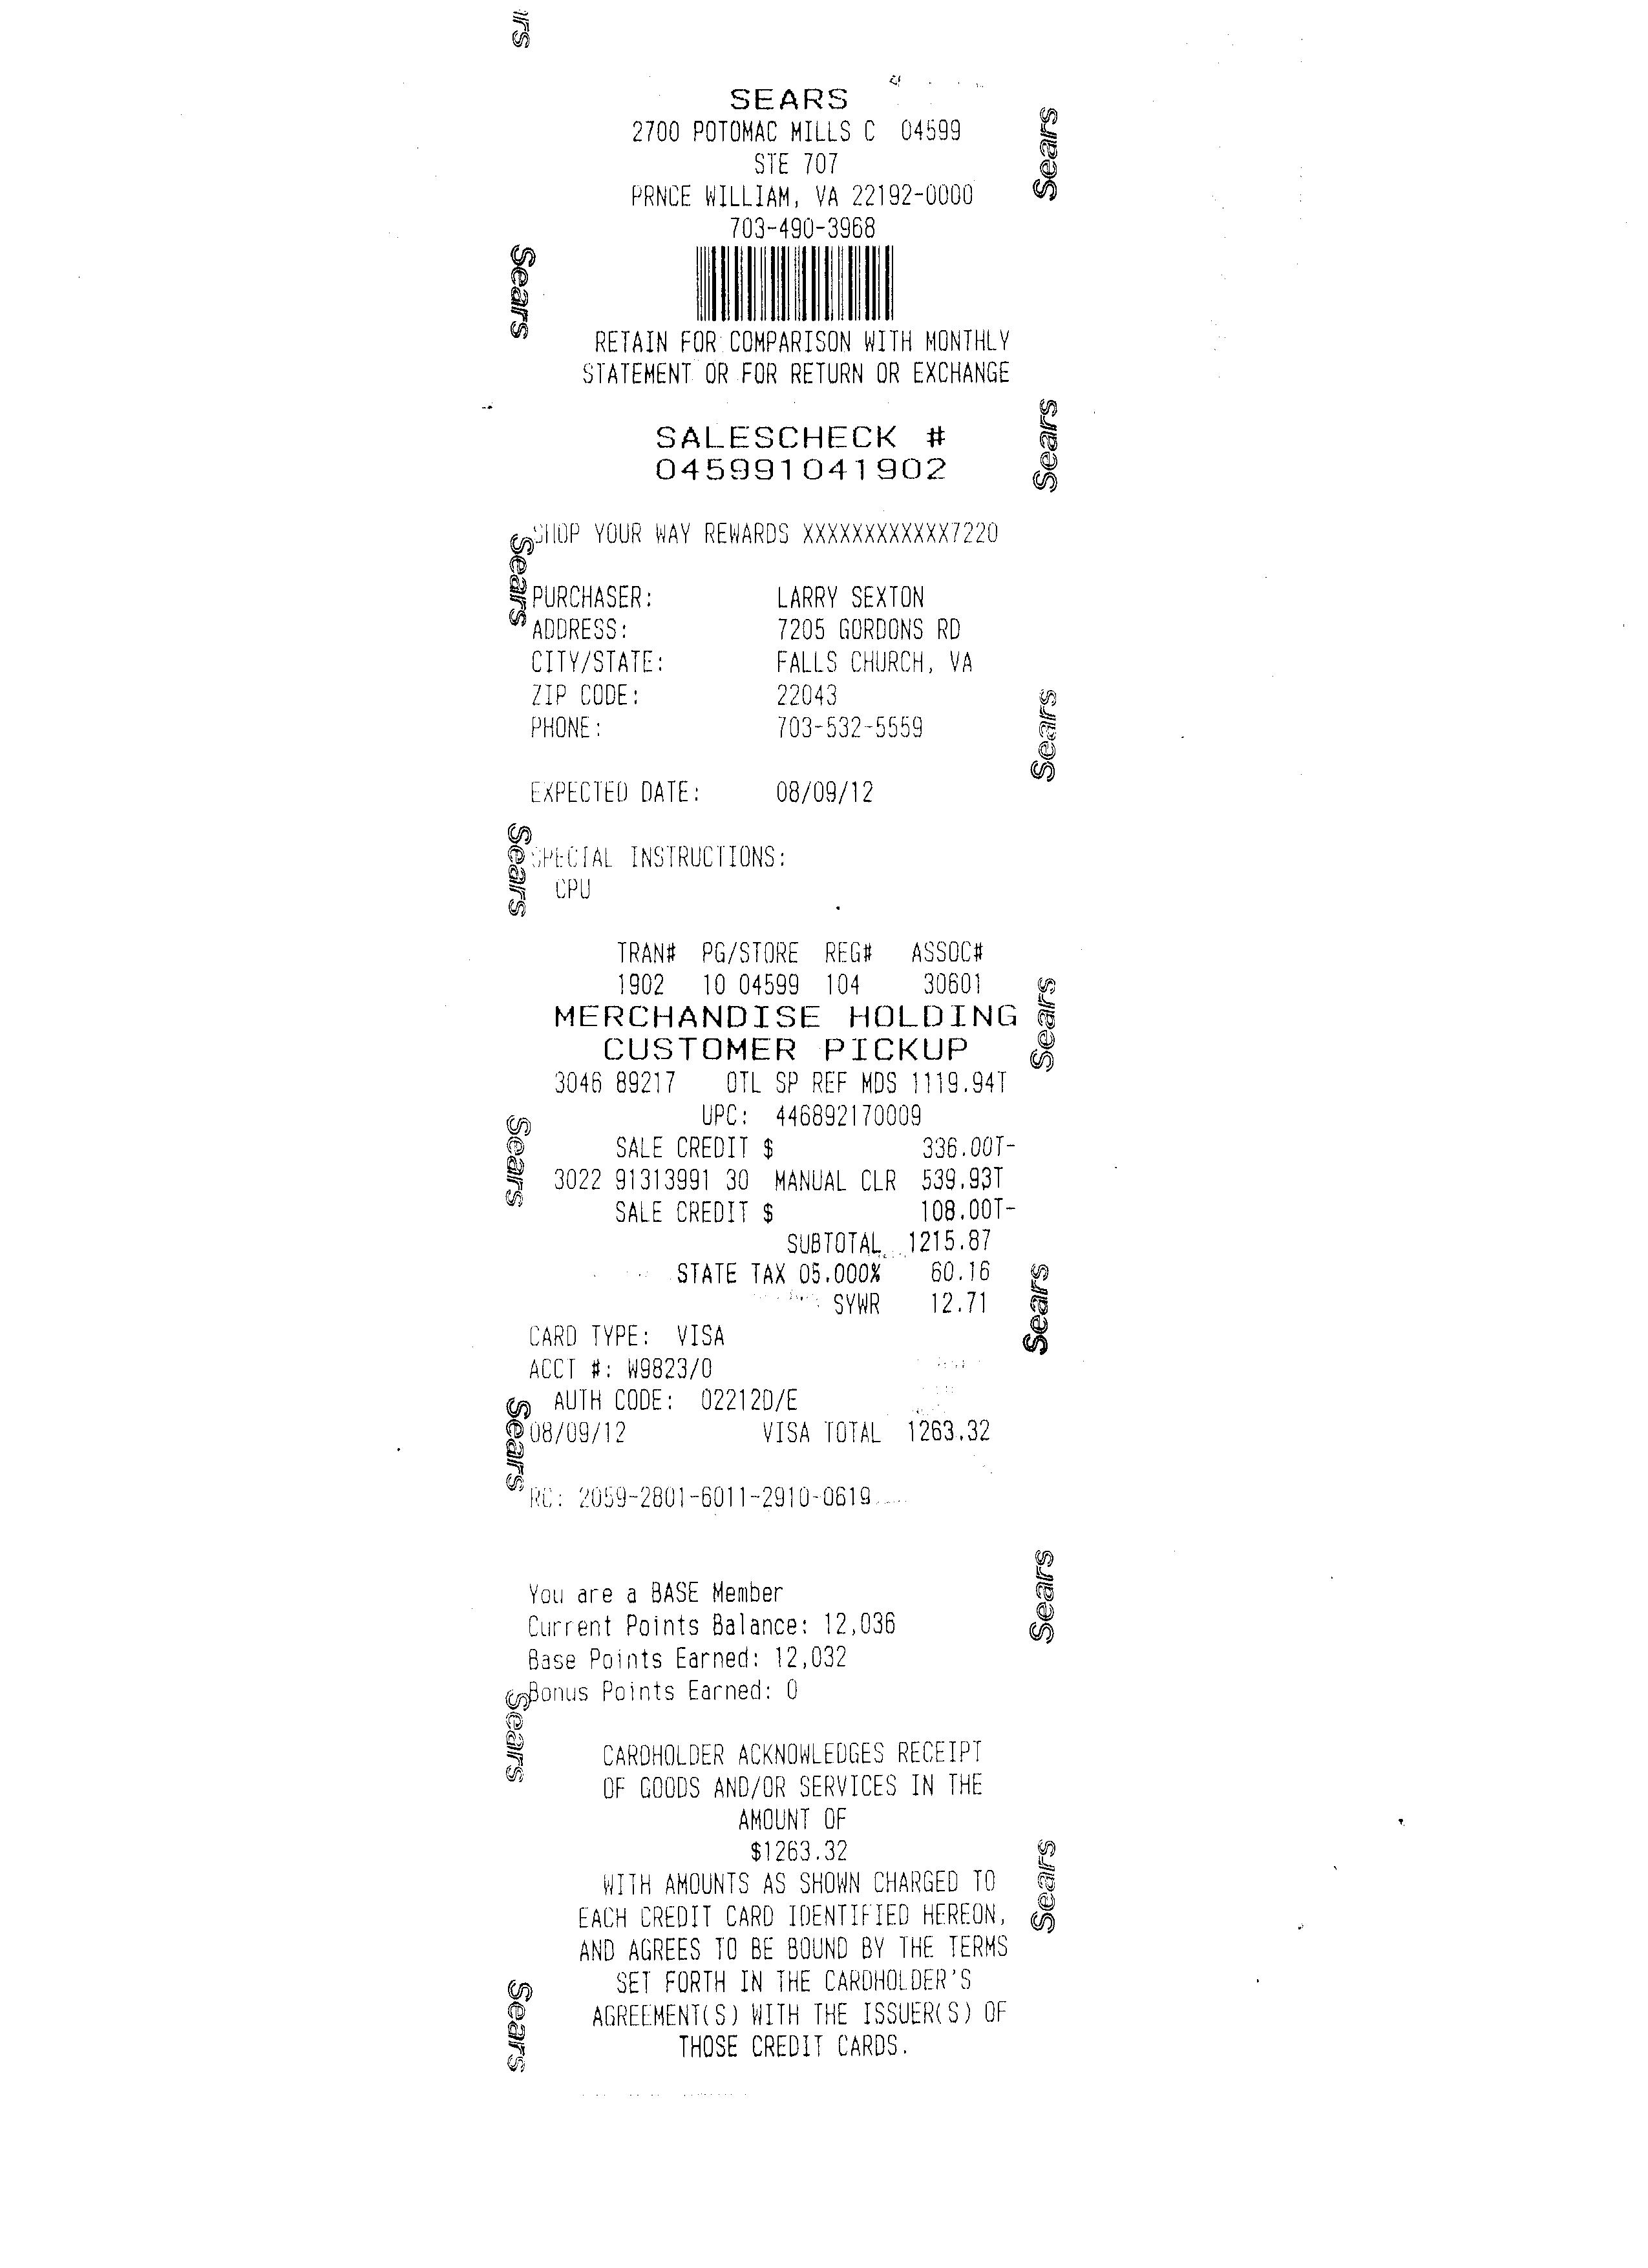 SEARS
2700 POTOMAC MILLS C 04599
STE 707
PRNCE WILLIAM, VA 22192-0000
703-490-3968
RETAIN FOR COMPARISON WITH MONTHLY
STATEMENT OR FOR RETURN OR EXCHANGE
SALESCHECK #
045991041902
SHOP YOUR WAY REWARDS XXXXXXXXXXXX7220
PURCHASER: LARRY SEXTON
ADDRESS: 7205 GORDONS RD
CITY/STATE: FALLS CHURCH, VA
ZIP CODE: 22043
PHONE: 703-532-5559
EXPECTED DATE: 08/09/12
SPECIAL INSTRUCTIONS:
CPU
TRAN# PG/STORE REG# ASSOC#
1902 10 04599 104 30601
MERCHANDISE HOLDING
CUSTOMER PICKUP
3046 89217 OTL SP REF MDS 1119.94T
UPC: 446892170009
SALE CREDIT $ 336.00T-
3022 91313991 30 MANUAL CLR 539.93T
SALE CREDIT $ 108.00T-
SUBTOTAL 1215.87
STATE TAX 05.000% 60.16
SYWR 12.71
CARD TYPE: VISA
ACCT #: W9823/0
AUTH CODE: 02212D/E
08/09/12 VISA TOTAL 1263.32
RC: 2059-2801-6011-2910-0619
You are a BASE Member
Current Points Balance: 12,036
Base Points Earned: 12,032
Bonus Points Earned: 0
CARDHOLDER ACKNOWLEDGES RECEIPT
OF GOODS AND/OR SERVICES IN THE
AMOUNT OF
$1263.32
WITH AMOUNTS AS SHOWN CHARGED TO
EACH CREDIT CARD IDENTIFIED HEREON,
AND AGREES TO BE BOUND BY THE TERMS
SET FORTH IN THE CARDHOLDER'S
AGREEMENT(S) WITH THE ISSUER(S) OF
THOSE CREDIT CARDS.
Sears
Sears
Sears
Sears
Sears
Sears
Sears
Sears
Sears
Sears
Sears
Sears
Sears
Sears